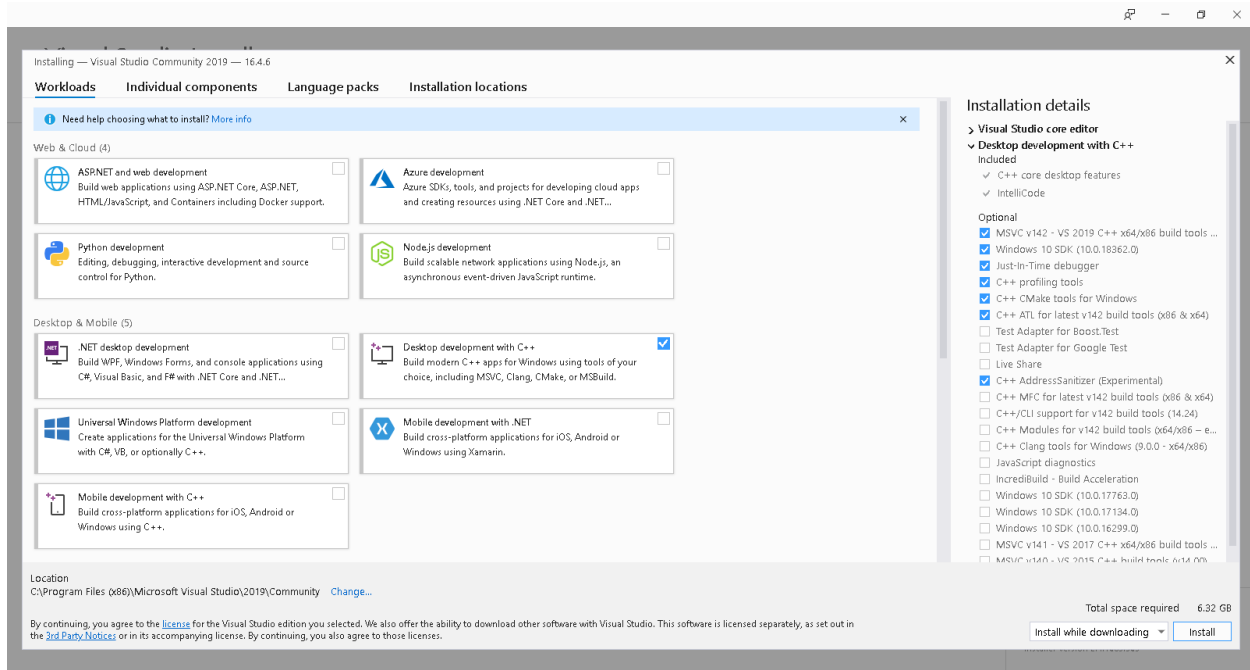 Installing — Visual Studio Community 2019 — 16.4.6
Workloads
Individual components
Language packs
Installation locations
Need help choosing what to install? More info
Web & Cloud (4)
ASP.NET and web development
Build web applications using ASP.NET Core, ASP.NET,
HTML/JavaScript, and Containers including Docker support.
Azure development
Azure SDKs, tools, and projects for developing cloud apps
and creating resources using .NET Core and .NET...
Python development
Editing, debugging, interactive development and source
control for Python.
Node.js development
Build scalable network applications using Node.js, an
asynchronous event-driven JavaScript runtime.
Desktop & Mobile (5)
.NET desktop development
Build WPF, Windows Forms, and console applications using
C#, Visual Basic, and F# with .NET Core and .NET...
Desktop development with C++
Build modern C++ apps for Windows using tools of your
choice, including MSVC, Clang, CMake, or MSBuild.
Universal Windows Platform development
Create applications for the Universal Windows Platform
with C#, VB, or optionally C++.
Mobile development with .NET
Build cross-platform applications for iOS, Android or
Windows using Xamarin.
Mobile development with C++
Build cross-platform applications for iOS, Android or
Windows using C++.
Installation details
Visual Studio core editor
Desktop development with C++
Included
C++ core desktop features
IntelliCode
Optional
MSVC v142 - VS 2019 C++ x64/x86 build tools ...
Windows 10 SDK (10.0.18362.0)
Just-In-Time debugger
C++ profiling tools
C++ CMake tools for Windows
C++ ATL for latest v142 build tools (x86 & x64)
Test Adapter for Boost.Test
Test Adapter for Google Test
Live Share
C++ AddressSanitizer (Experimental)
C++ MFC for latest v142 build tools (x86 & x64)
C++/CLI support for v142 build tools (14.24)
C++ Modules for v142 build tools (x64/x86 – e...
C++ Clang tools for Windows (9.0.0 - x64/x86)
JavaScript diagnostics
IncrediBuild - Build Acceleration
Windows 10 SDK (10.0.17763.0)
Windows 10 SDK (10.0.17134.0)
Windows 10 SDK (10.0.16299.0)
MSVC v141 - VS 2017 C++ x64/x86 build tools ...
MSVC v140 - VS 2015 C++ build tools (v14.00)
Location
C:\Program Files (x86)\Microsoft Visual Studio\2019\Community Change...
Total space required 6.32 GB
By continuing, you agree to the license for the Visual Studio edition you selected. We also offer the ability to download other software with Visual Studio. This software is licensed separately, as set out in
the 3rd Party Notices or in its accompanying license. By continuing, you also agree to those licenses.
Install while downloading
Install